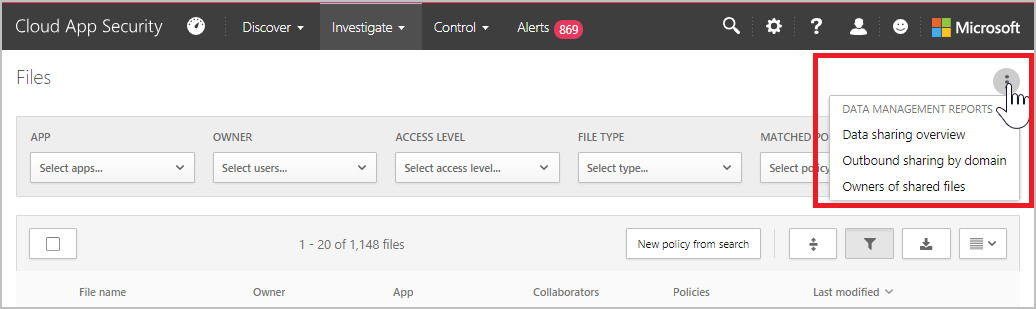 Cloud App Security Discover Investigate Control Alerts 869 Microsoft
Files
DATA MANAGEMENT REPORTS
Data sharing overview
Outbound sharing by domain
Owners of shared files
APP OWNER ACCESS LEVEL FILE TYPE MATCHED PO
Select apps... Select users... Select access level... Select type... Select policy
1 - 20 of 1,148 files New policy from search
File name Owner App Collaborators Policies Last modified